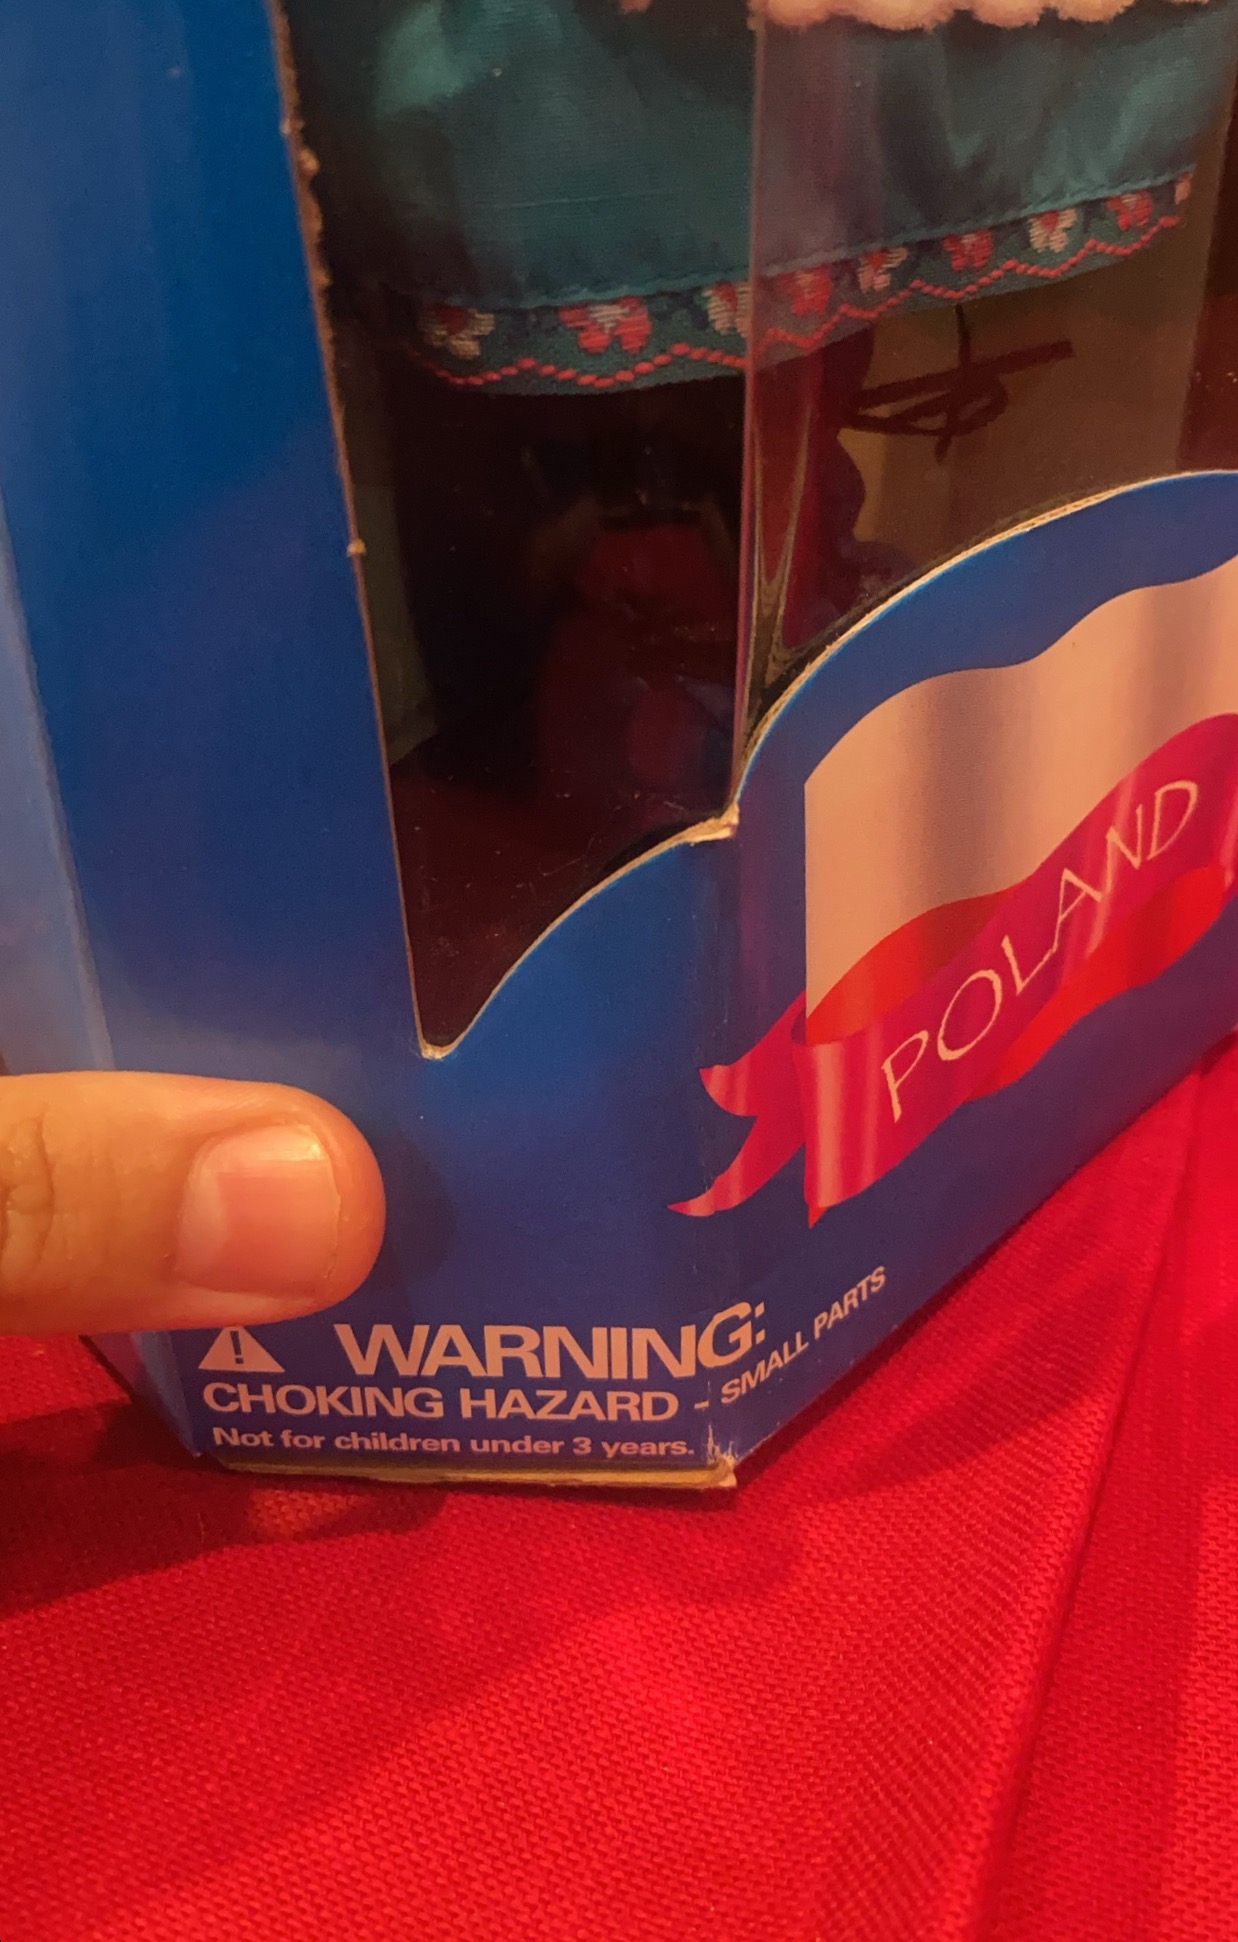 POLAND
WARNING:
CHOKING HAZARD - SMALL PARTS
Not for children under 3 years.